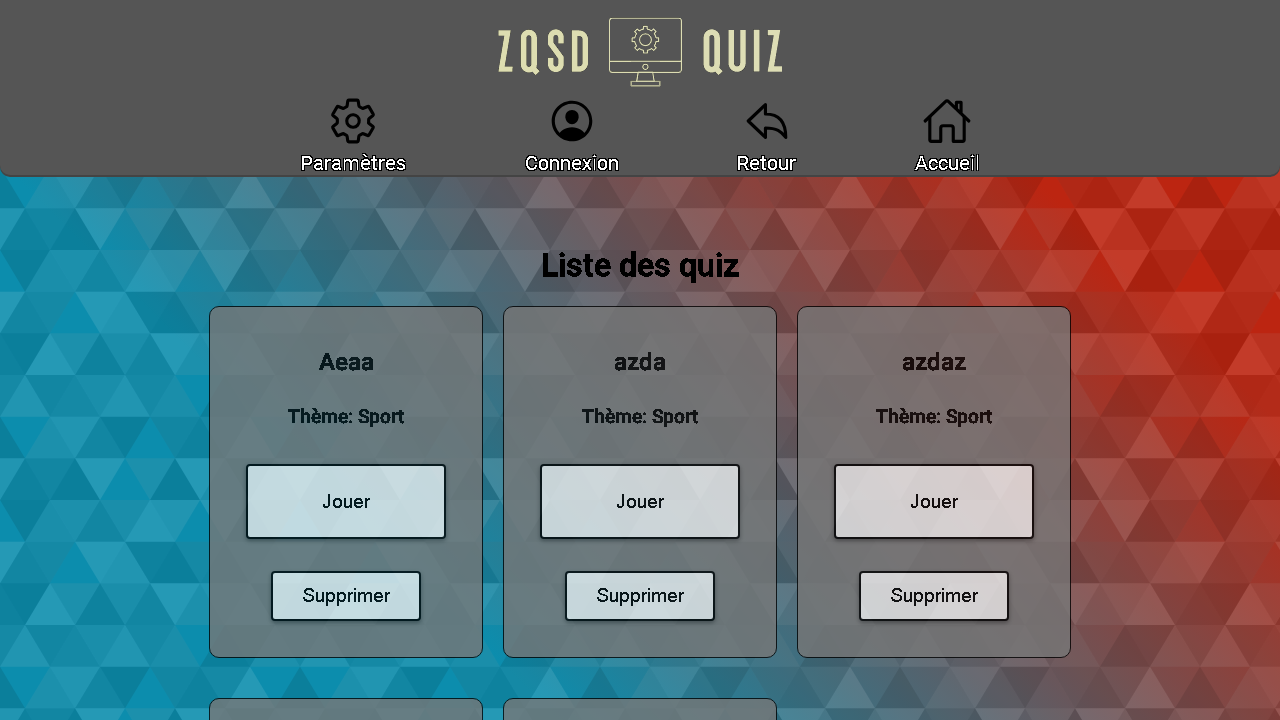 ZQSD QUIZ
Paramètres Connexion Retour Accueil
Liste des quiz
Aeaa azda azdaz
Thème: Sport Thème: Sport Thème: Sport
Jouer Jouer Jouer
Supprimer Supprimer Supprimer